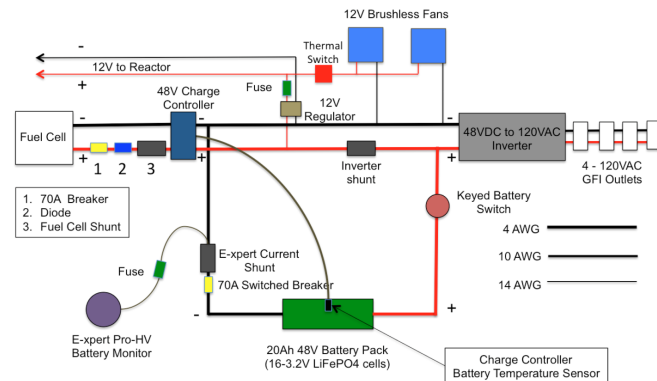 12V Brushless Fans
-
12V to Reactor
+
Thermal
Switch
Fuse
48V Charge
Controller
12V
Regulator
Fuel Cell
-
-
-
48VDC to 120VAC
Inverter
+
+
+
1
2
3
Inverter
shunt
4 - 120VAC
GFI Outlets
1. 70A Breaker
2. Diode
3. Fuel Cell Shunt
Keyed Battery
Switch
4 AWG
10 AWG
14 AWG
E-xpert Current
Shunt
Fuse
70A Switched Breaker
-
+
E-xpert Pro-HV
Battery Monitor
20Ah 48V Battery Pack
(16-3.2V LiFePO4 cells)
Charge Controller
Battery Temperature Sensor